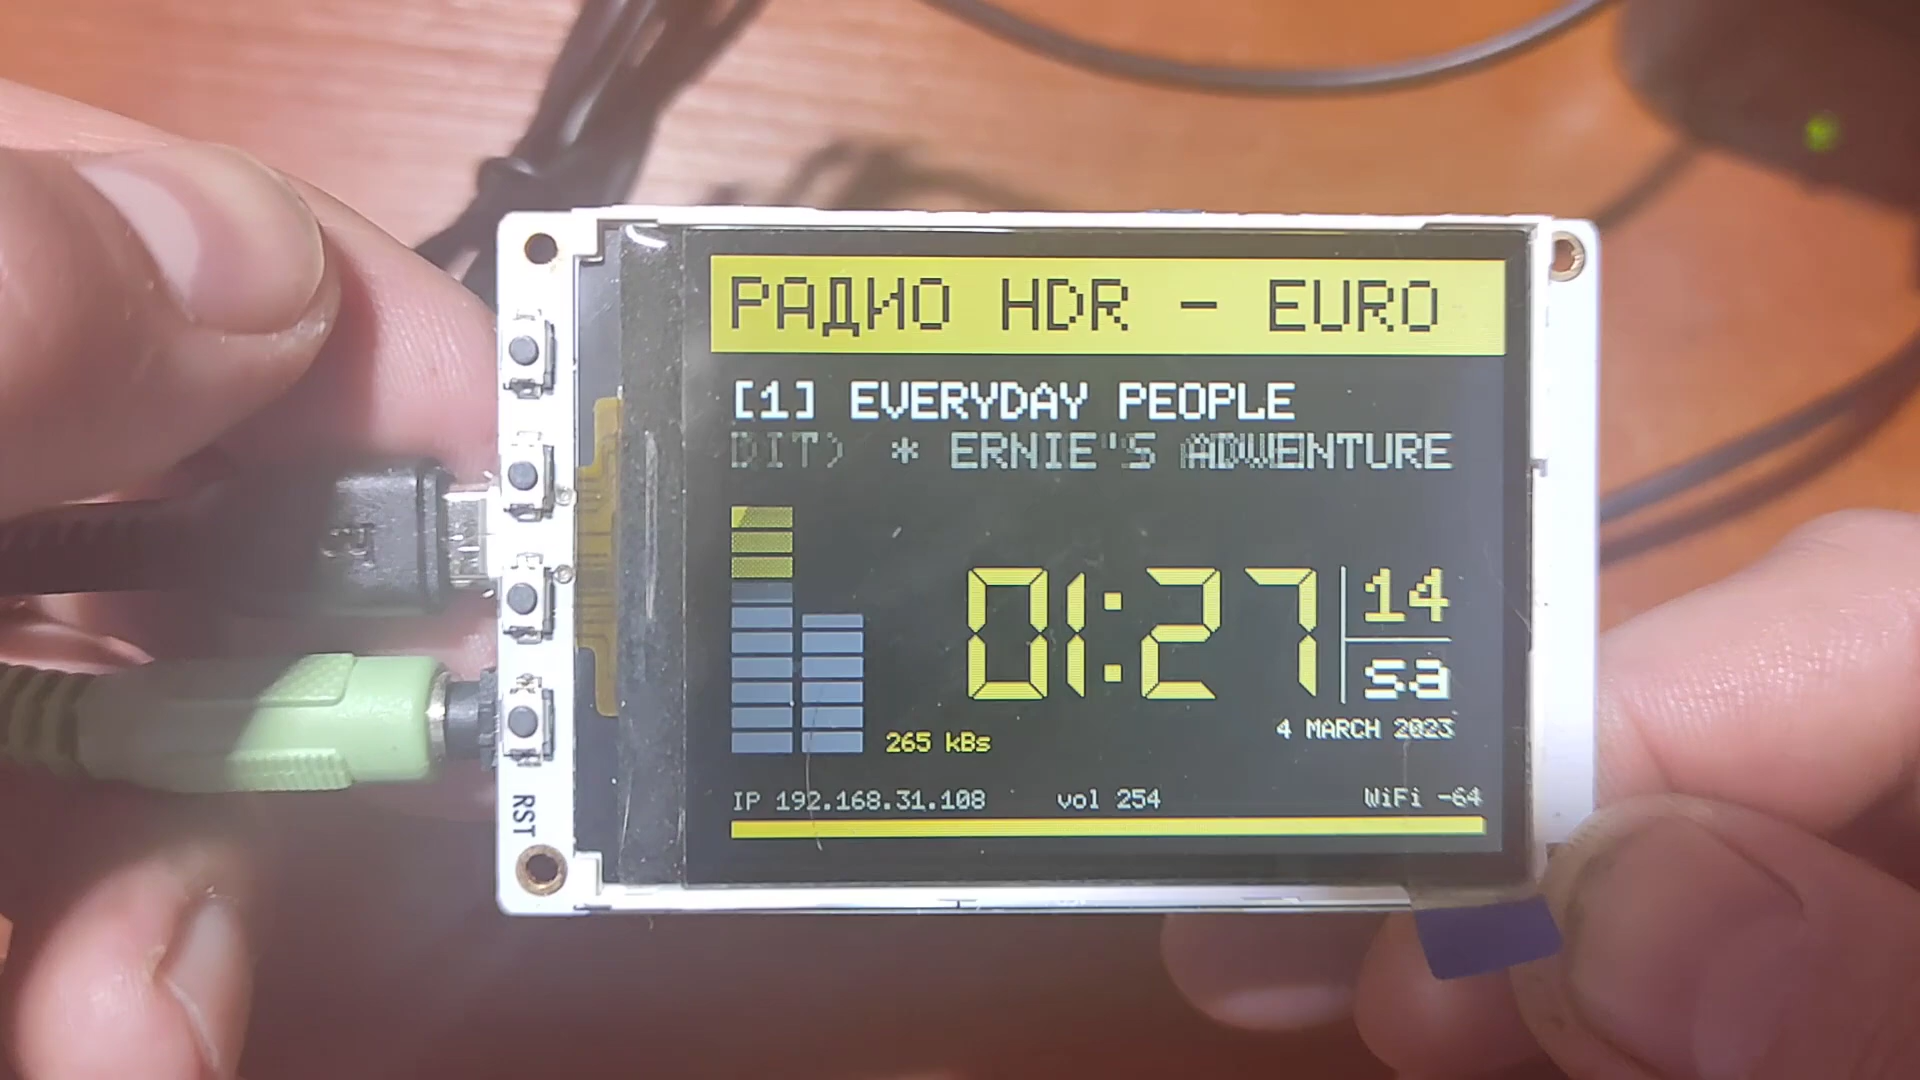 РАДИО HDR - EURO
[1] EVERYDAY PEOPLE
DIT) * ERNIE'S ADVENTURE
01:27
14
sa
4 MARCH 2023
265 kBs
IP 192.168.31.108 vol 254 WiFi -64
RST